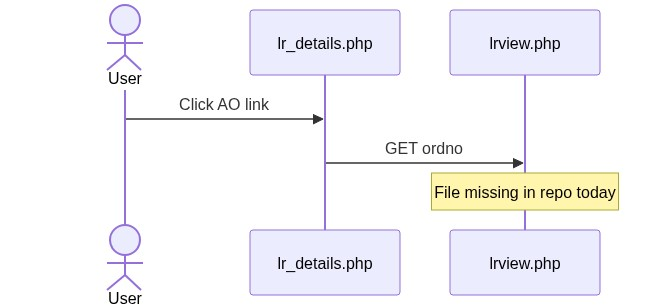 lr_details.php
lrview.php
User
Click AO link
GET ordno
File missing in repo today
lr_details.php
lrview.php
User